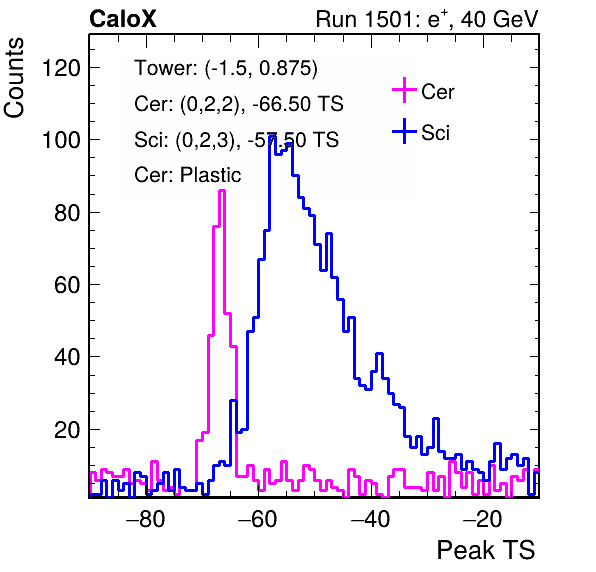 CaloX Run 1501: e⁺, 40 GeV
Counts
Tower: (-1.5, 0.875)
Cer: (0,2,2), -66.50 TS
Sci: (0,2,3), -57.50 TS
Cer: Plastic
Cer
Sci
120
100
80
60
40
20
−80 −60 −40 −20
Peak TS